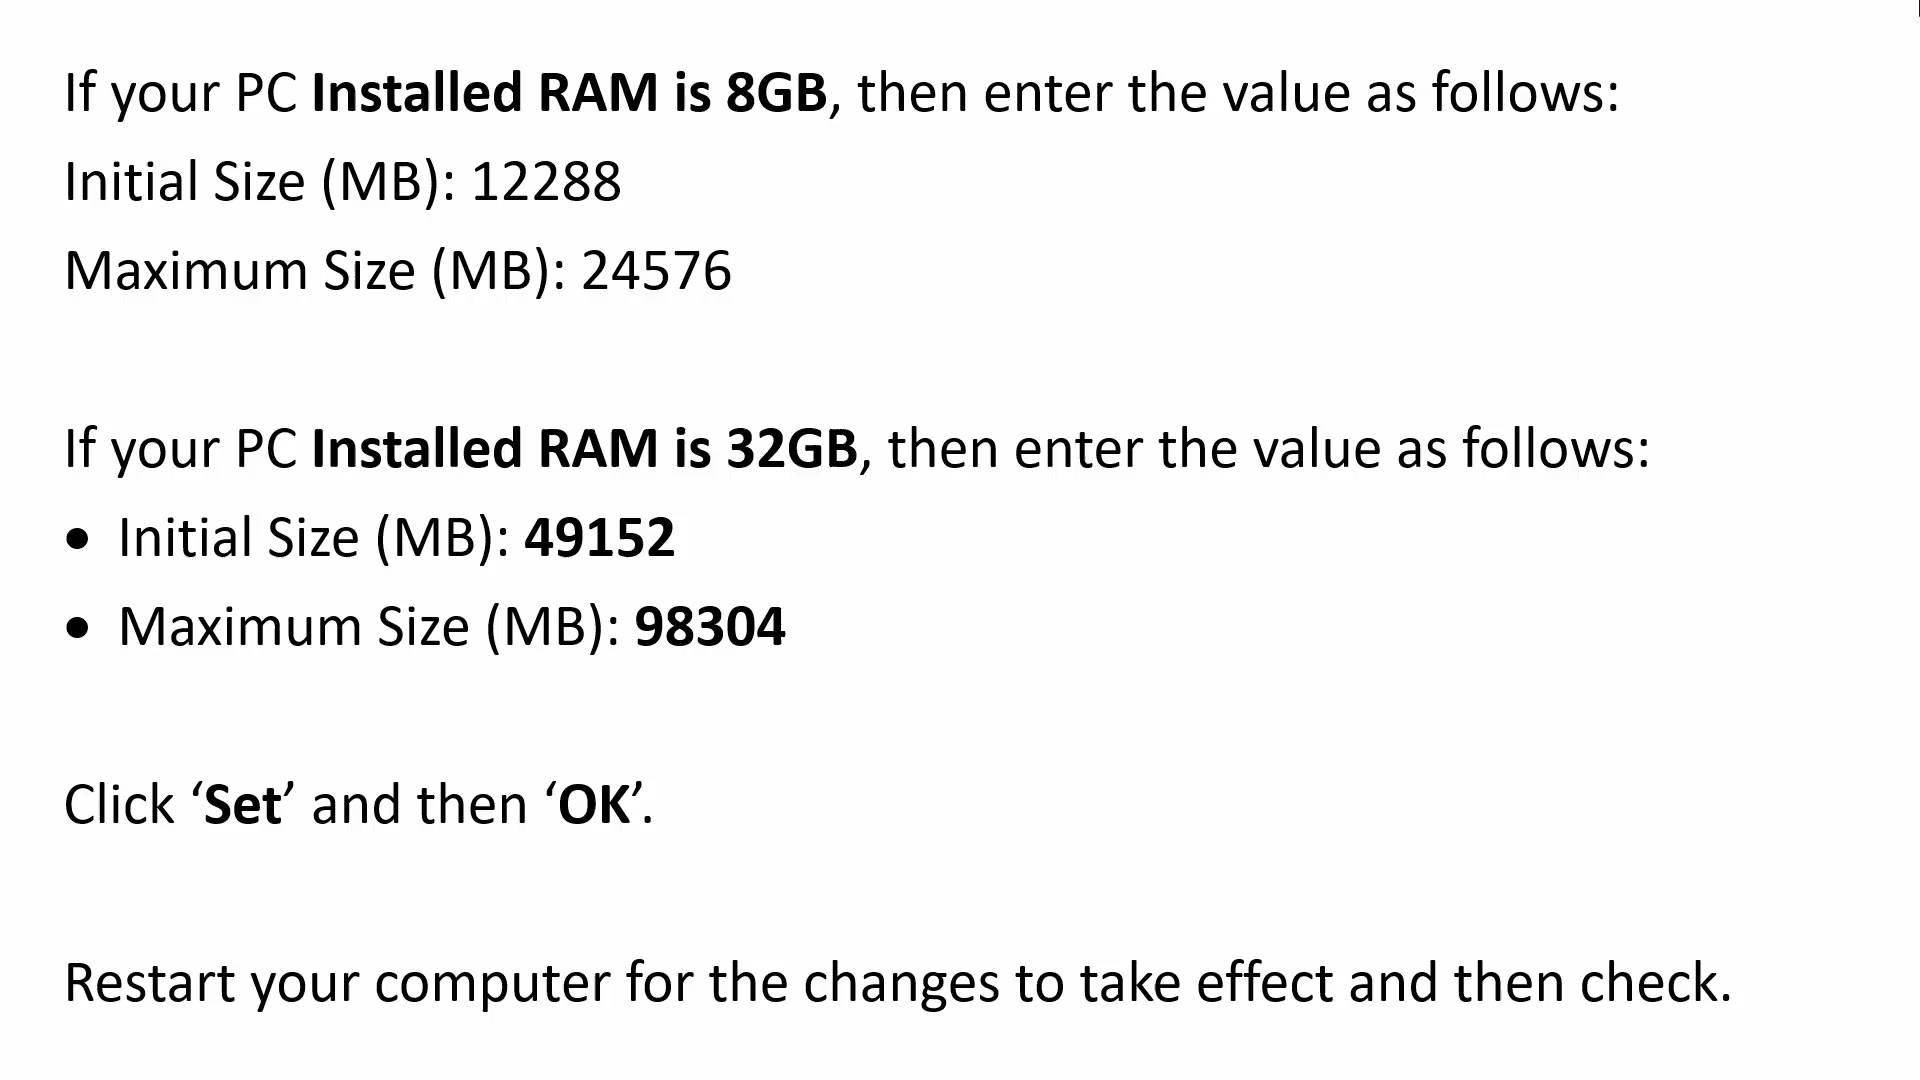 If your PC Installed RAM is 8GB, then enter the value as follows:
Initial Size (MB): 12288
Maximum Size (MB): 24576
If your PC Installed RAM is 32GB, then enter the value as follows:
• Initial Size (MB): 49152
• Maximum Size (MB): 98304
Click ‘Set’ and then ‘OK’.
Restart your computer for the changes to take effect and then check.